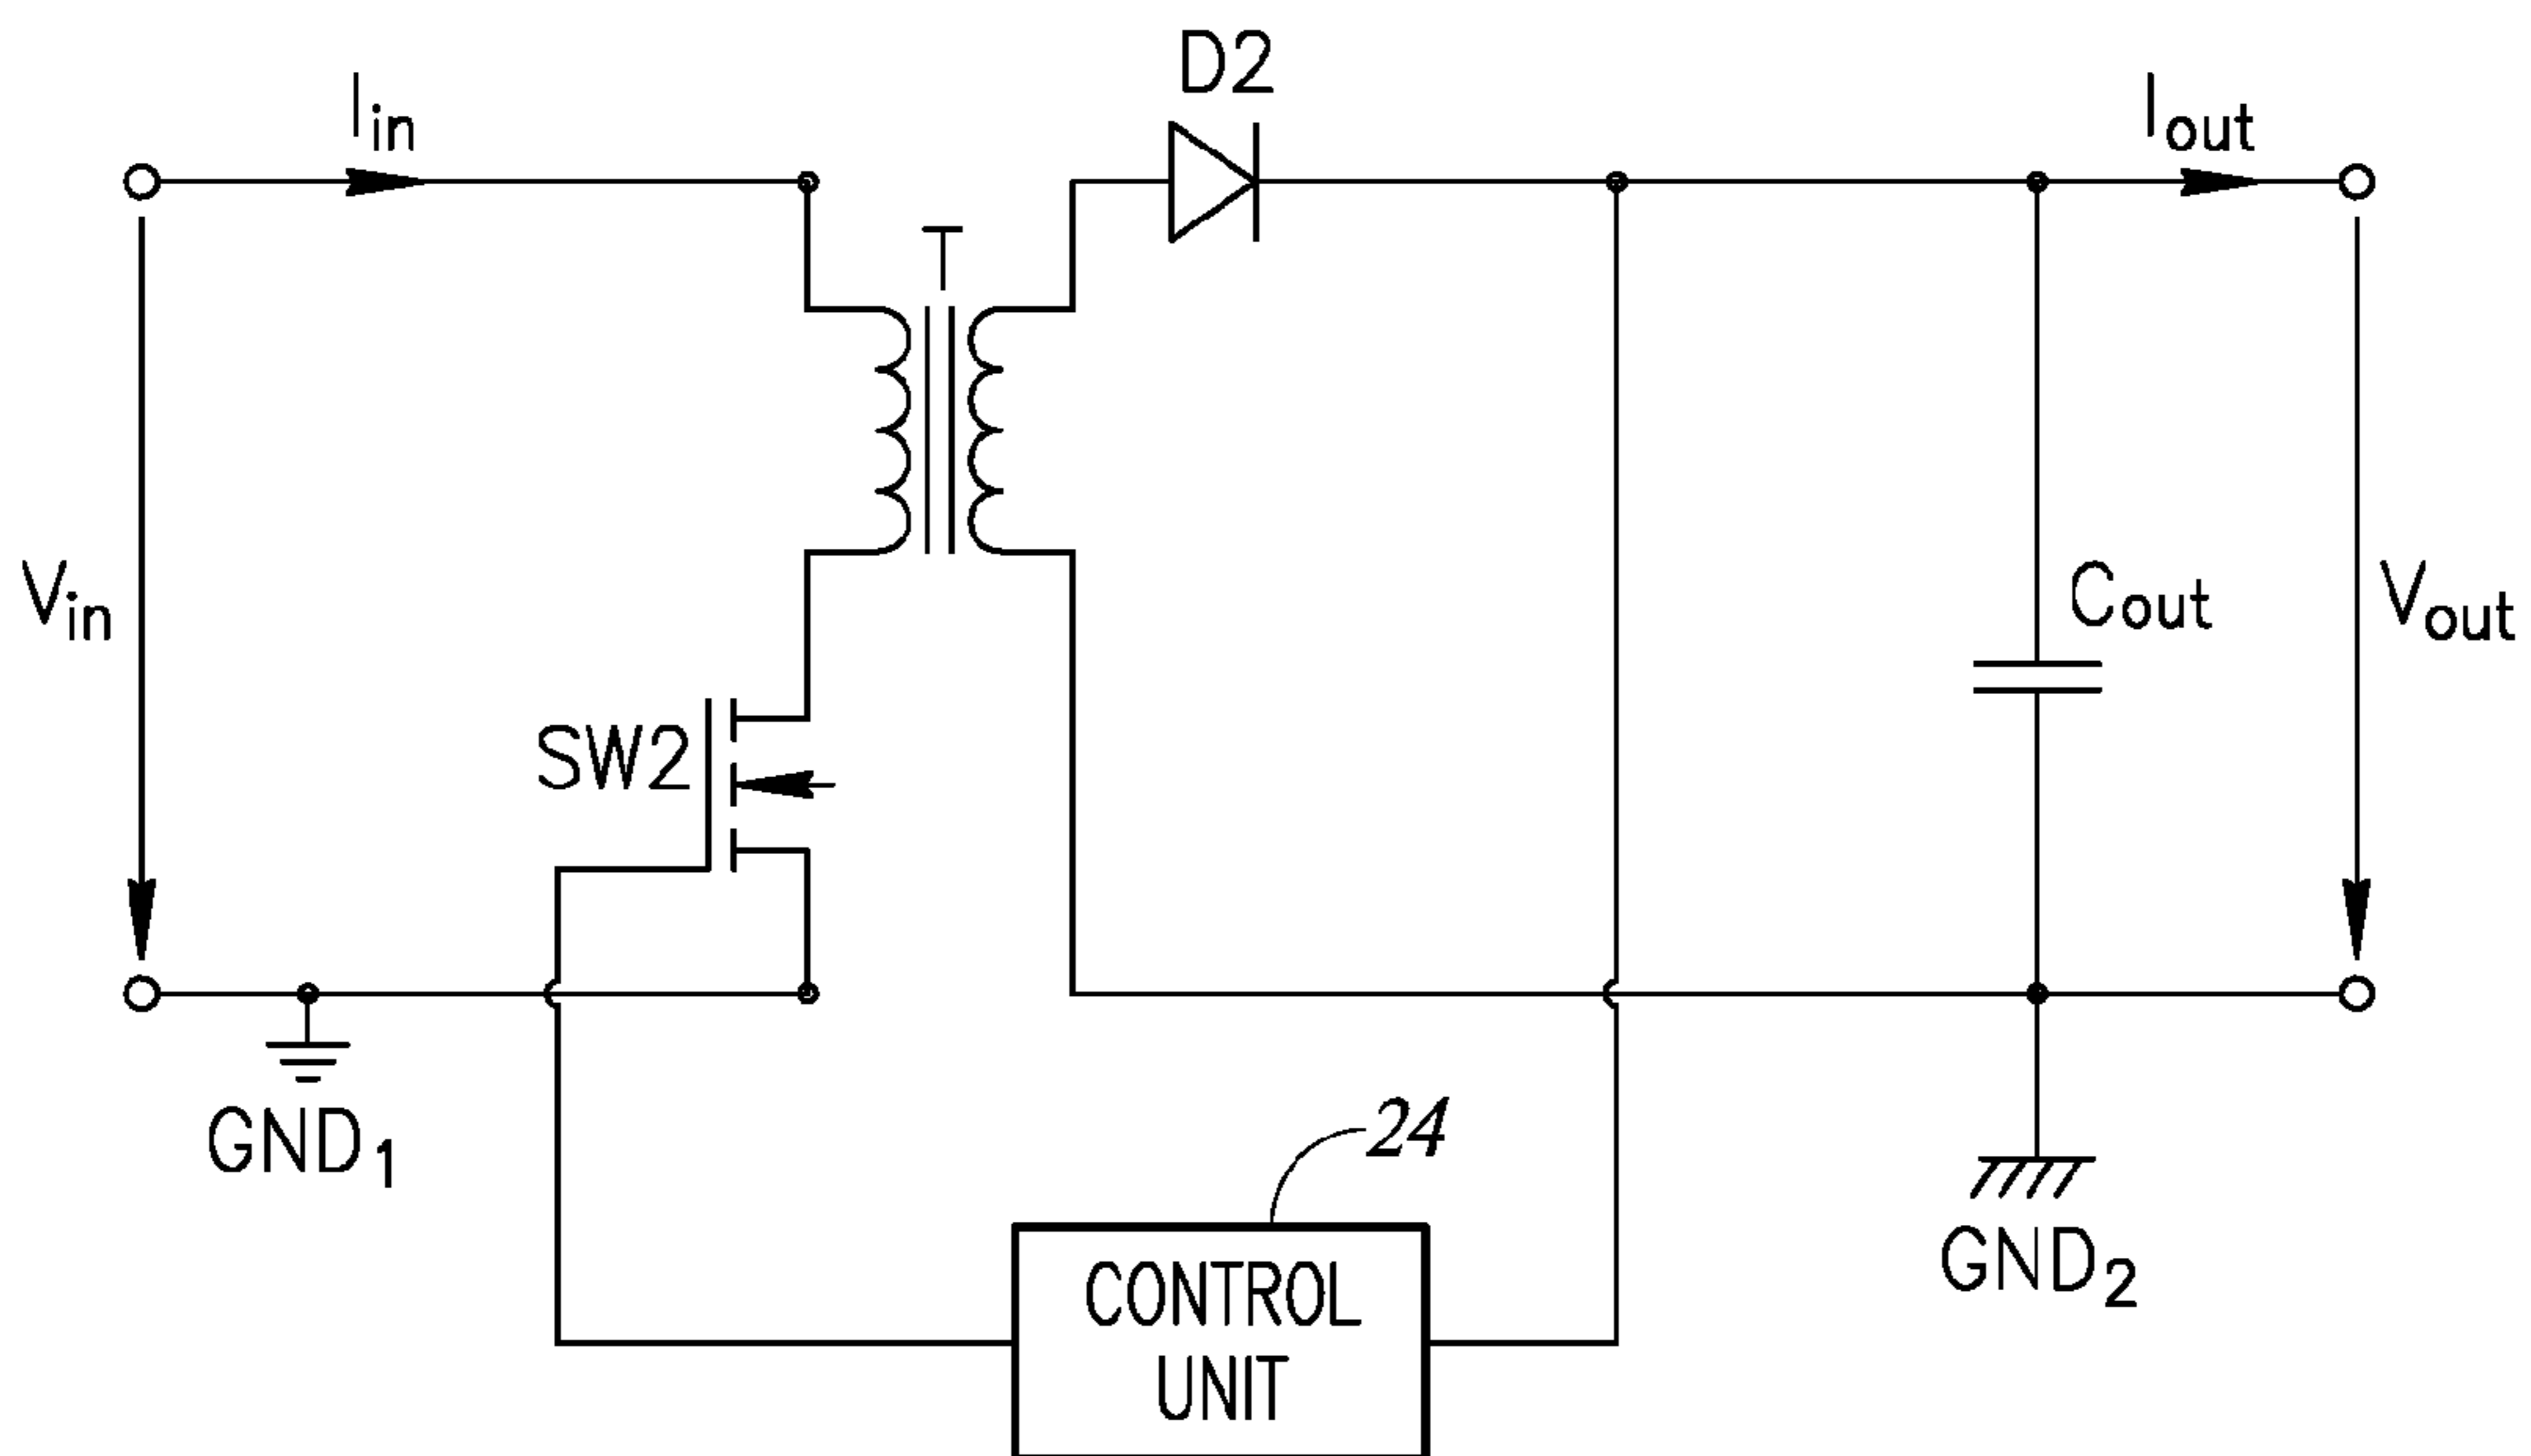 D2
Iin
Iout
T
Vin
Cout
Vout
SW2
GND1
24
GND2
CONTROL
UNIT